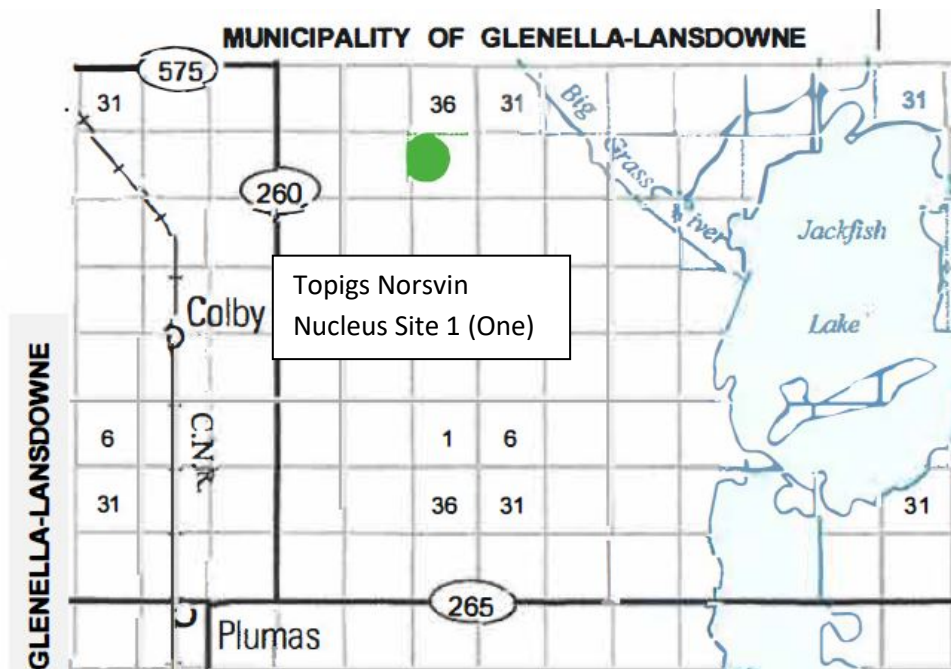 MUNICIPALITY OF GLENELLA-LANSDOWNE
575
31
36
31
31
Big
Grass
River
260
Jackfish
Lake
Topigs Norsvin
Nucleus Site 1 (One)
Colby
GLENELLA-LANSDOWNE
C.N.R.
6
1
6
31
36
31
31
265
Plumas